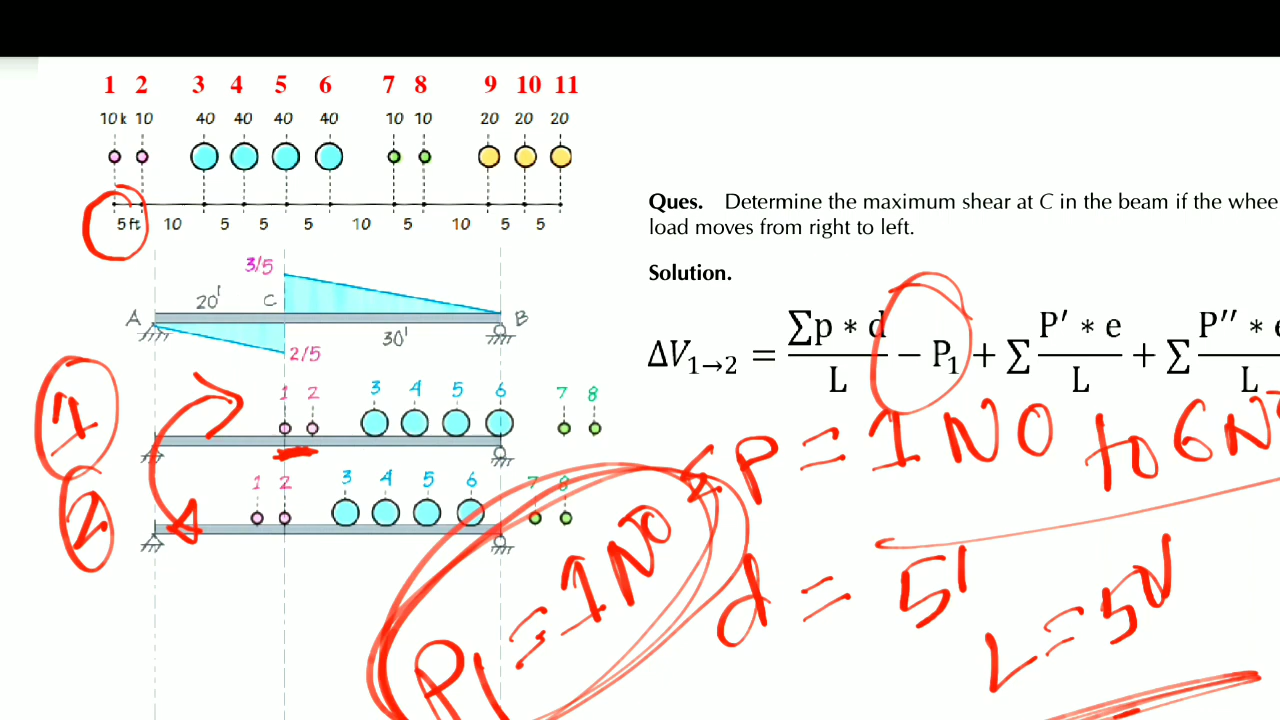 1 2 3 4 5 6 7 8 9 10 11
10 k 10 40 40 40 40 10 10 20 20 20
5 ft 10 5 5 5 10 5 10 5 5
3/5
20' C
A B
30'
2/5
1 2 3 4 5 6 7 8
1 2 3 4 5 6 7 8
1
2
Ques. Determine the maximum shear at C in the beam if the whee
load moves from right to left.
Solution.
ΔV1→2 = ∑p * d / L − P1 + ∑ P′ * e / L + ∑ P″ * e / L
P = 1 NO to 6 N
d = 5'
L = 50'
P1 = 1 NO